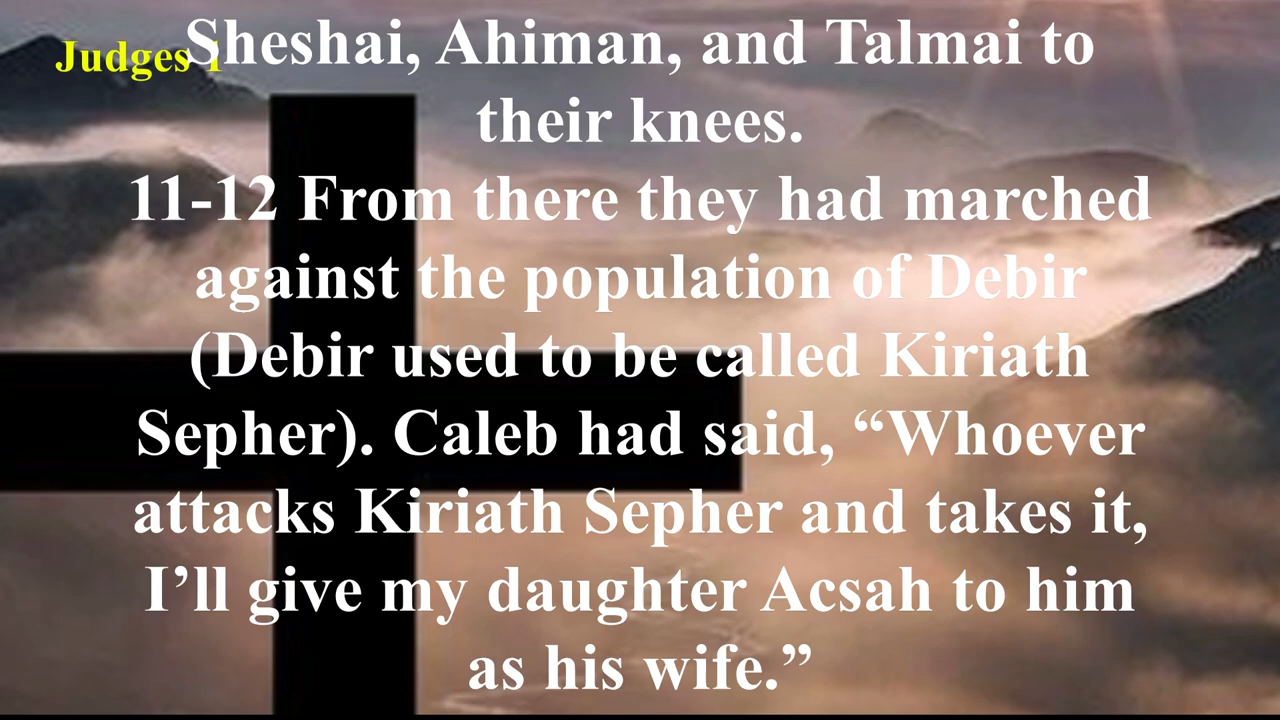 Judges 1
Sheshai, Ahiman, and Talmai to
their knees.
11-12 From there they had marched
against the population of Debir
(Debir used to be called Kiriath
Sepher). Caleb had said, “Whoever
attacks Kiriath Sepher and takes it,
I’ll give my daughter Acsah to him
as his wife.”